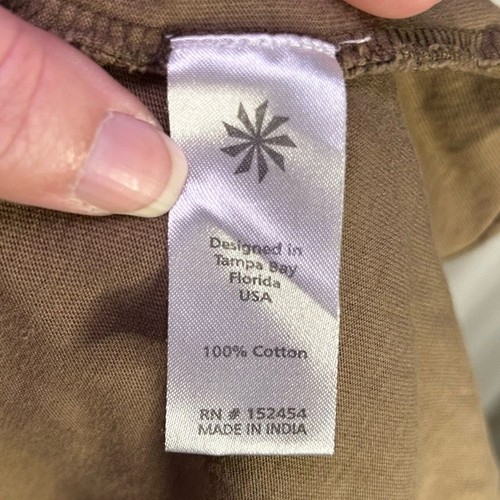 Designed in
Tampa Bay
Florida
USA
100% Cotton
RN # 152454
MADE IN INDIA